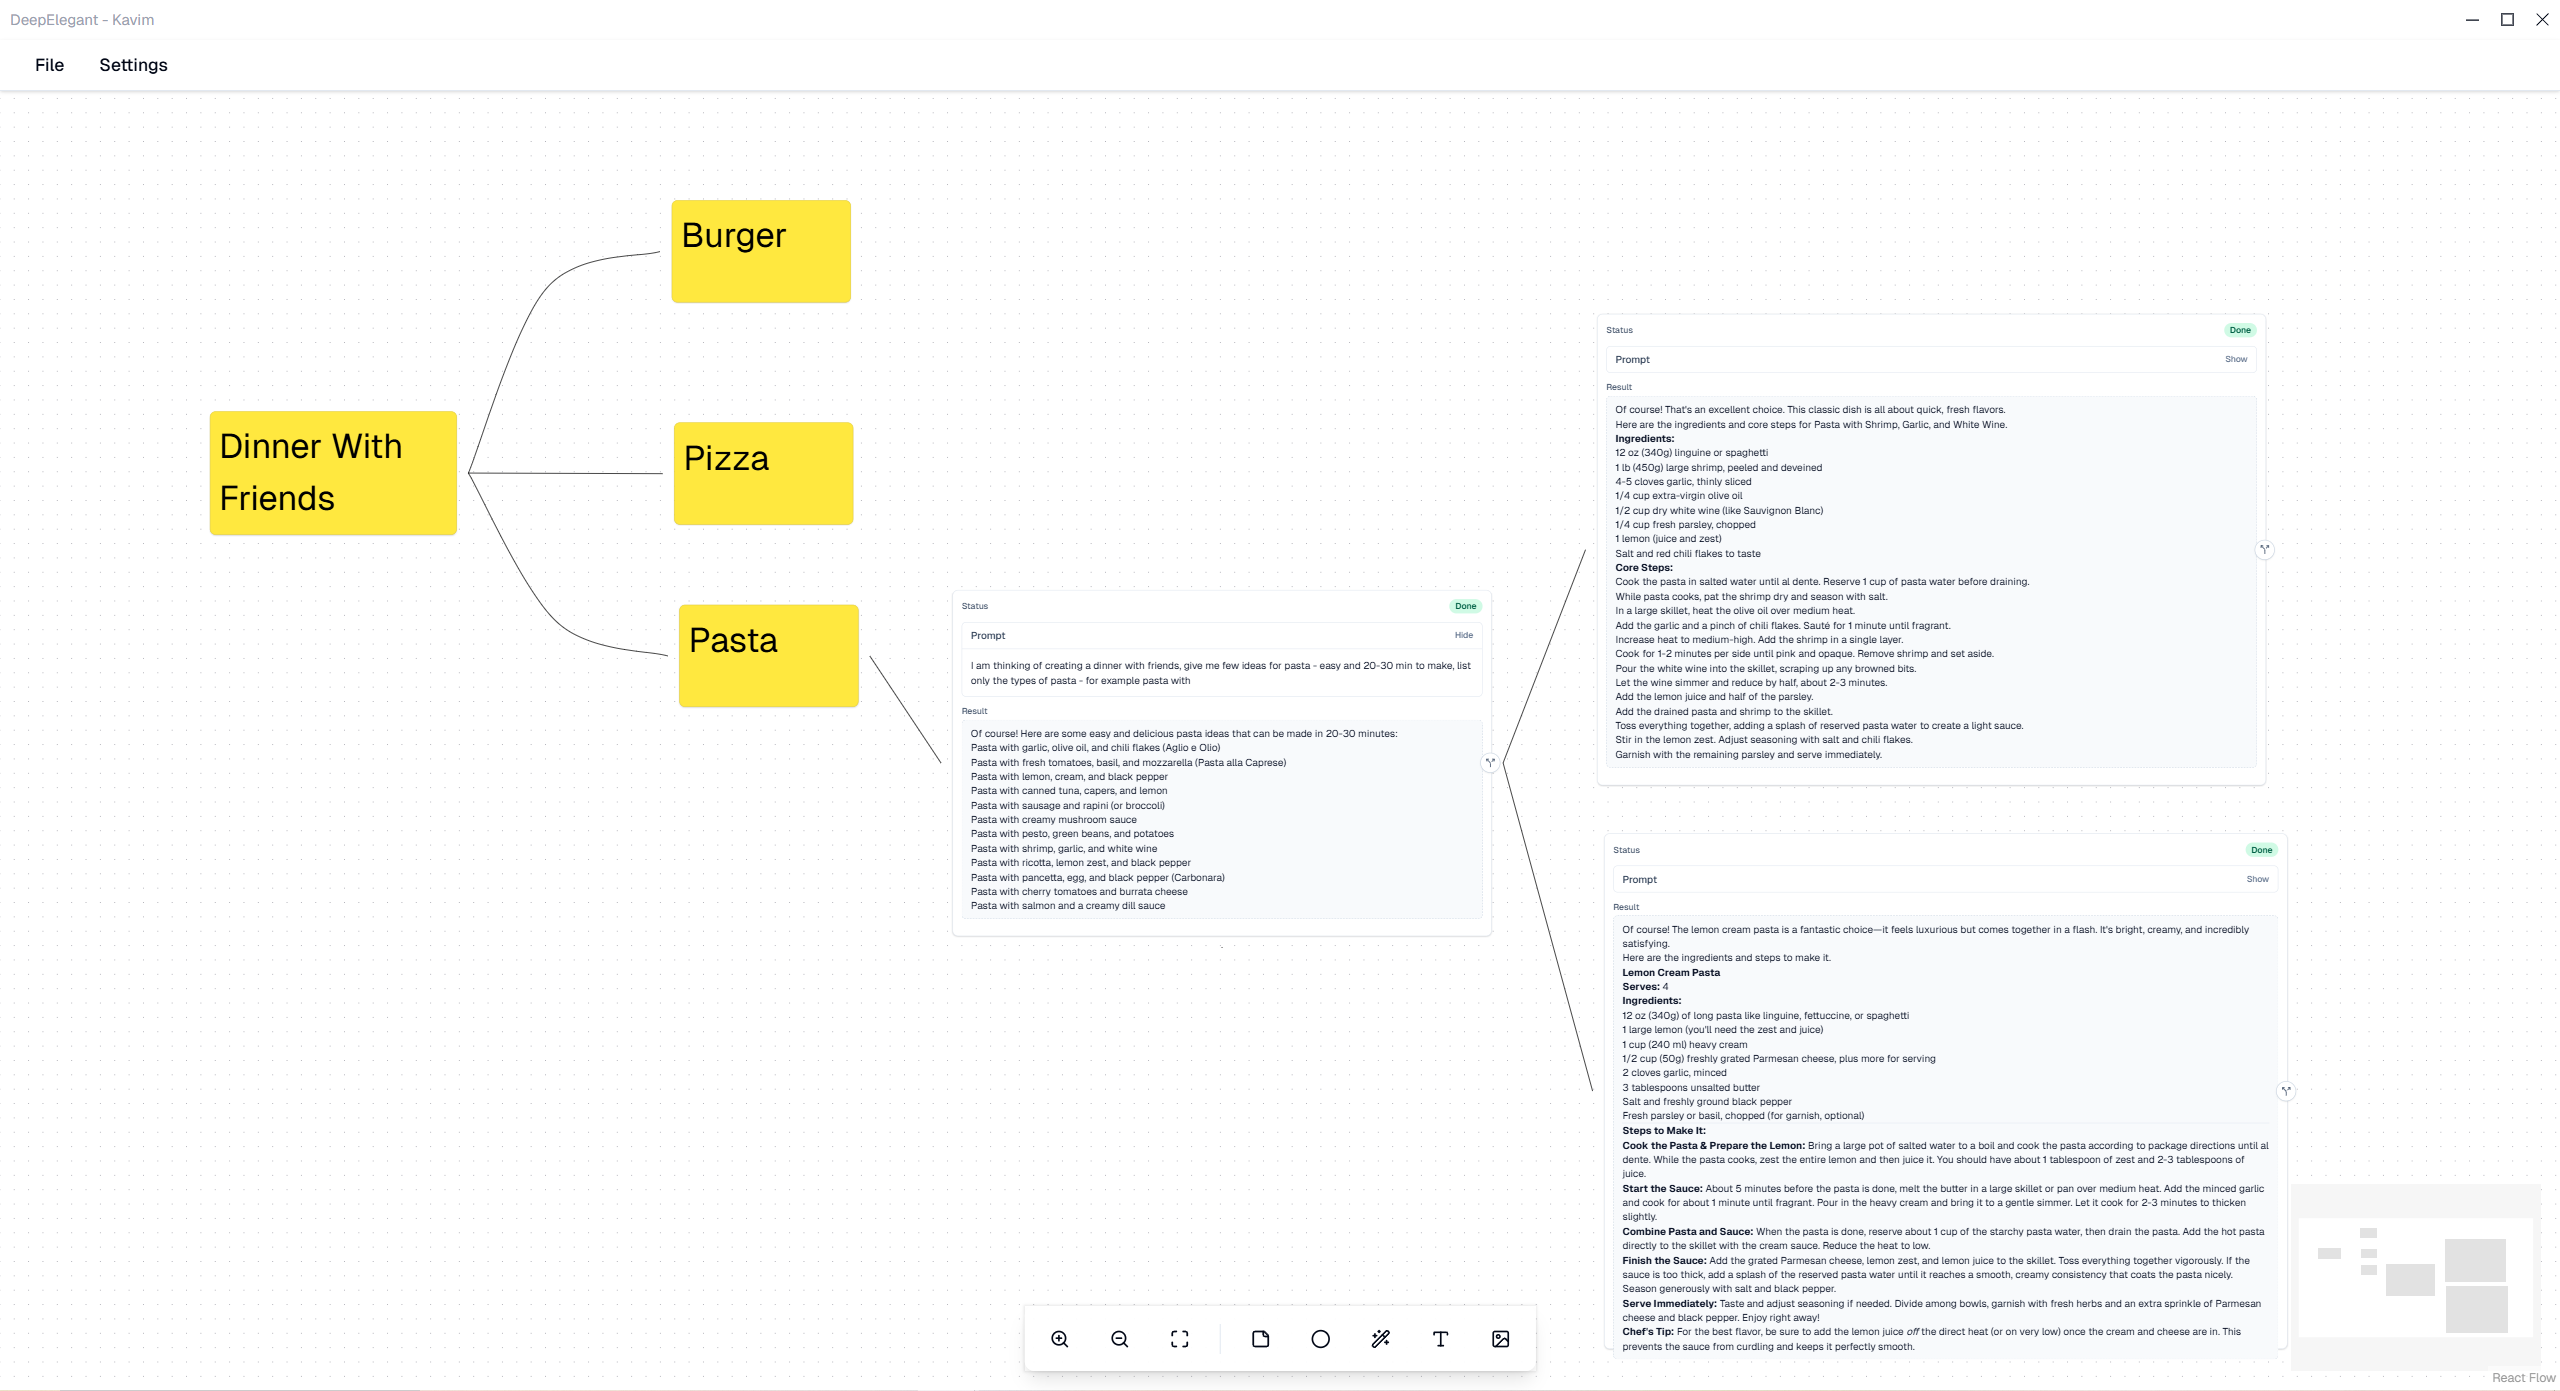 DeepElegant - Kavim
File
Settings
Burger
Dinner With
Friends
Pizza
Pasta
Status
Done
Prompt
Hide
I am thinking of creating a dinner with friends, give me few ideas for pasta - easy and 20-30 min to make, list
only the types of pasta - for example pasta with
Result
Of course! Here are some easy and delicious pasta ideas that can be made in 20-30 minutes:
Pasta with garlic, olive oil, and chili flakes (Aglio e Olio)
Pasta with fresh tomatoes, basil, and mozzarella (Pasta alla Caprese)
Pasta with lemon, cream, and black pepper
Pasta with canned tuna, capers, and lemon
Pasta with sausage and rapini (or broccoli)
Pasta with creamy mushroom sauce
Pasta with pesto, green beans, and potatoes
Pasta with shrimp, garlic, and white wine
Pasta with ricotta, lemon zest, and black pepper
Pasta with pancetta, egg, and black pepper (Carbonara)
Pasta with cherry tomatoes and burrata cheese
Pasta with salmon and a creamy dill sauce
Status
Done
Prompt
Show
Result
Of course! That's an excellent choice. This classic dish is all about quick, fresh flavors.
Here are the ingredients and core steps for Pasta with Shrimp, Garlic, and White Wine.
Ingredients:
12 oz (340g) linguine or spaghetti
1 lb (450g) large shrimp, peeled and deveined
4-5 cloves garlic, thinly sliced
1/4 cup extra-virgin olive oil
1/2 cup dry white wine (like Sauvignon Blanc)
1/4 cup fresh parsley, chopped
1 lemon (juice and zest)
Salt and red chili flakes to taste
Core Steps:
Cook the pasta in salted water until al dente. Reserve 1 cup of pasta water before draining.
While pasta cooks, pat the shrimp dry and season with salt.
In a large skillet, heat the olive oil over medium heat.
Add the garlic and a pinch of chili flakes. Sauté for 1 minute until fragrant.
Increase heat to medium-high. Add the shrimp in a single layer.
Cook for 1-2 minutes per side until pink and opaque. Remove shrimp and set aside.
Pour the white wine into the skillet, scraping up any browned bits.
Let the wine simmer and reduce by half, about 2-3 minutes.
Add the lemon juice and half of the parsley.
Add the drained pasta and shrimp to the skillet.
Toss everything together, adding a splash of reserved pasta water to create a light sauce.
Stir in the lemon zest. Adjust seasoning with salt and chili flakes.
Garnish with the remaining parsley and serve immediately.
Status
Done
Prompt
Show
Result
Of course! The lemon cream pasta is a fantastic choice—it feels luxurious but comes together in a flash. It's bright, creamy, and incredibly
satisfying.
Here are the ingredients and steps to make it.
Lemon Cream Pasta
Serves: 4
Ingredients:
12 oz (340g) of long pasta like linguine, fettuccine, or spaghetti
1 large lemon (you'll need the zest and juice)
1 cup (240 ml) heavy cream
1/2 cup (50g) freshly grated Parmesan cheese, plus more for serving
2 cloves garlic, minced
3 tablespoons unsalted butter
Salt and freshly ground black pepper
Fresh parsley or basil, chopped (for garnish, optional)
Steps to Make It:
Cook the Pasta & Prepare the Lemon: Bring a large pot of salted water to a boil and cook the pasta according to package directions until al
dente. While the pasta cooks, zest the entire lemon and then juice it. You should have about 1 tablespoon of zest and 2-3 tablespoons of
juice.
Start the Sauce: About 5 minutes before the pasta is done, melt the butter in a large skillet or pan over medium heat. Add the minced garlic
and cook for about 1 minute until fragrant. Pour in the heavy cream and bring it to a gentle simmer. Let it cook for 2-3 minutes to thicken
slightly.
Combine Pasta and Sauce: When the pasta is done, reserve about 1 cup of the starchy pasta water, then drain the pasta. Add the hot pasta
directly to the skillet with the cream sauce. Reduce the heat to low.
Finish the Sauce: Add the grated Parmesan cheese, lemon zest, and lemon juice to the skillet. Toss everything together vigorously. If the
sauce is too thick, add a splash of the reserved pasta water until it reaches a smooth, creamy consistency that coats the pasta nicely.
Season generously with salt and black pepper.
Serve Immediately: Taste and adjust seasoning if needed. Divide among bowls, garnish with fresh herbs and an extra sprinkle of Parmesan
cheese and black pepper. Enjoy right away!
Chef's Tip: For the best flavor, be sure to add the lemon juice off the direct heat (or on very low) once the cream and cheese are in. This
prevents the sauce from curdling and keeps it perfectly smooth.
React Flow